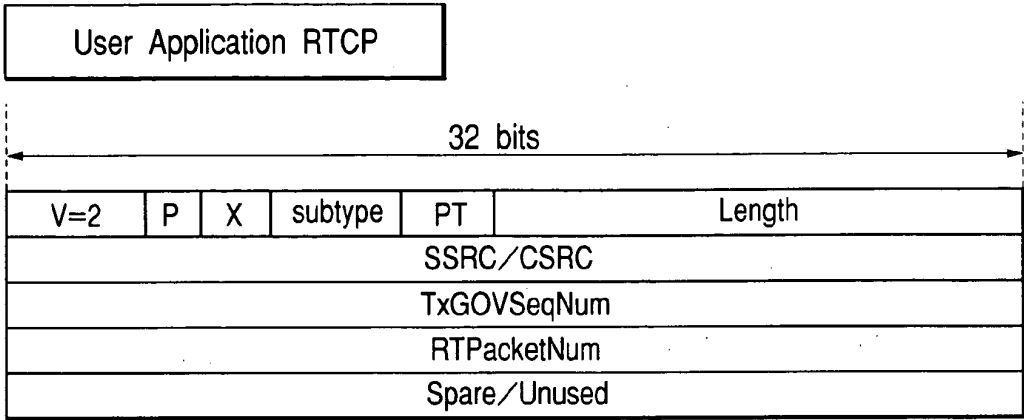 User Application RTCP
32 bits
V=2 P X subtype PT Length
SSRC/CSRC
TxGOVSeqNum
RTPacketNum
Spare/Unused